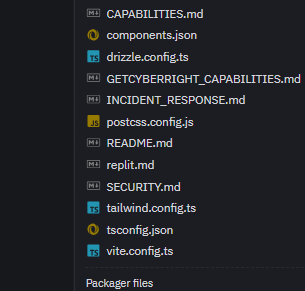 CAPABILITIES.md
components.json
drizzle.config.ts
GETCYBERRIGHT_CAPABILITIES.md
INCIDENT_RESPONSE.md
postcss.config.js
README.md
replit.md
SECURITY.md
tailwind.config.ts
tsconfig.json
vite.config.ts
Packager files